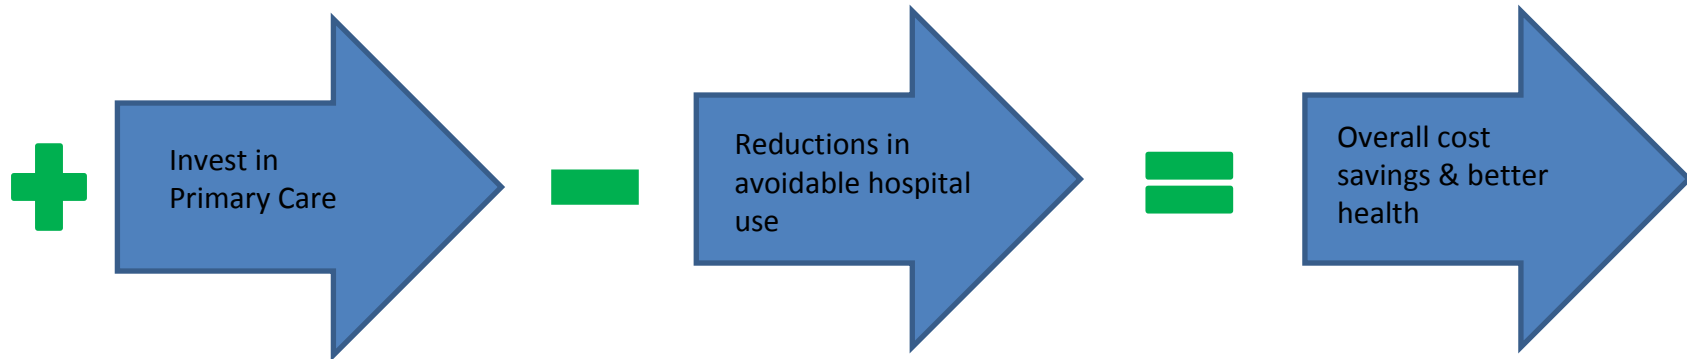 Invest in
Primary Care
Reductions in
avoidable hospital
use
Overall cost
savings & better
health